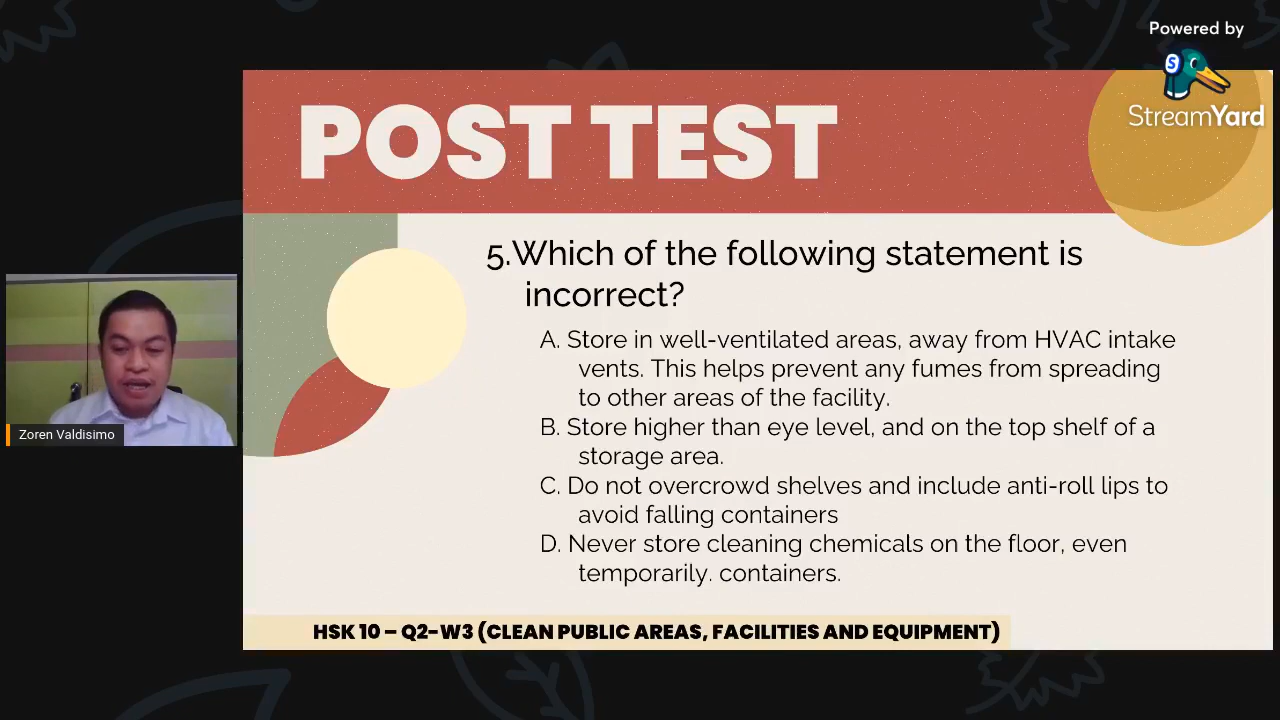 Powered by
StreamYard
POST TEST
5.Which of the following statement is
incorrect?
A. Store in well-ventilated areas, away from HVAC intake
vents. This helps prevent any fumes from spreading
to other areas of the facility.
B. Store higher than eye level, and on the top shelf of a
storage area.
C. Do not overcrowd shelves and include anti-roll lips to
avoid falling containers
D. Never store cleaning chemicals on the floor, even
temporarily. containers.
Zoren Valdisimo
HSK 10 – Q2-W3 (CLEAN PUBLIC AREAS, FACILITIES AND EQUIPMENT)